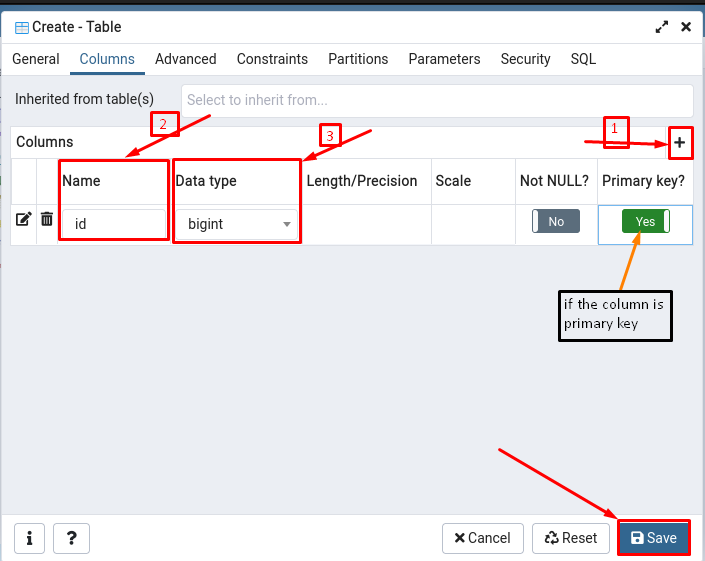 Create - Table
General Columns Advanced Constraints Partitions Parameters Security SQL
Inherited from table(s) Select to inherit from...
2 3 1
Columns
Name Data type Length/Precision Scale Not NULL? Primary key?
id bigint No Yes
if the column is
primary key
i ? Cancel Reset Save